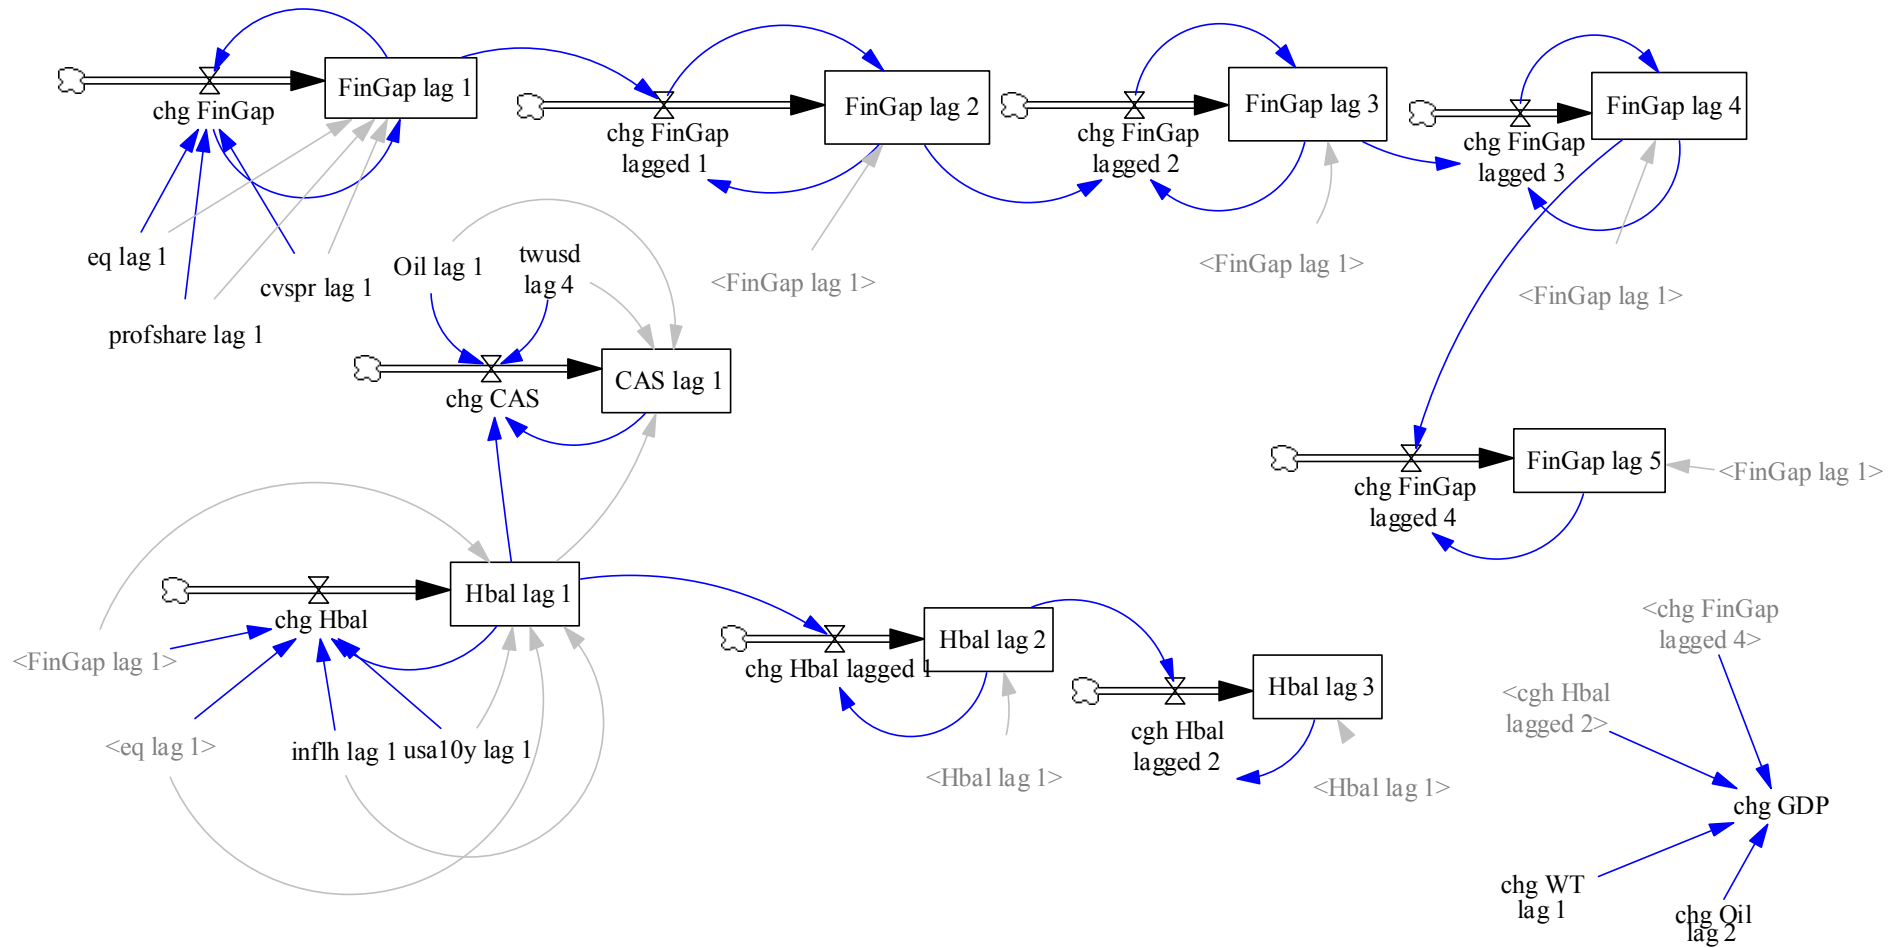 FinGap lag 1
chg FinGap
FinGap lag 2
chg FinGap
lagged 1
FinGap lag 3
chg FinGap
lagged 2
FinGap lag 4
chg FinGap
lagged 3
eq lag 1
profshare lag 1
cvspr lag 1
Oil lag 1
twusd
lag 4
<FinGap lag 1>
<FinGap lag 1>
<FinGap lag 1>
CAS lag 1
chg CAS
FinGap lag 5
chg FinGap
lagged 4
<FinGap lag 1>
Hbal lag 1
chg Hbal
<FinGap lag 1>
<eq lag 1>
inflh lag 1
usa10y lag 1
Hbal lag 2
chg Hbal lagged 1
<Hbal lag 1>
Hbal lag 3
cgh Hbal
lagged 2
<Hbal lag 1>
<chg FinGap
lagged 4>
<cgh Hbal
lagged 2>
chg GDP
chg WT
lag 1
chg Oil
lag 2